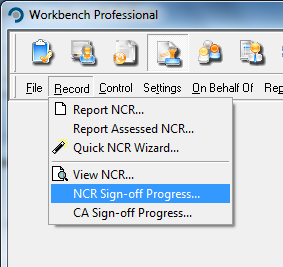 Workbench Professional
File Record Control Settings On Behalf Of Rep
Report NCR...
Report Assessed NCR...
Quick NCR Wizard...
View NCR...
NCR Sign-off Progress...
CA Sign-off Progress...